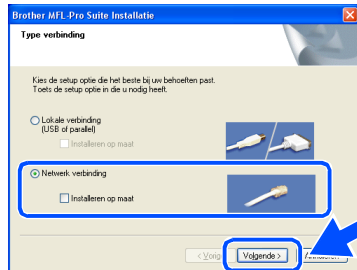 Brother MFL-Pro Suite Installatie
Type verbinding
Kies de setup optie die het beste bij uw behoeften past.
Toets de setup optie in die u nodig heeft.
Lokale verbinding
(USB of parallel)
Installeren op maat
Netwerk verbinding
Installeren op maat
< Vorige
Volgende >
Annuleren